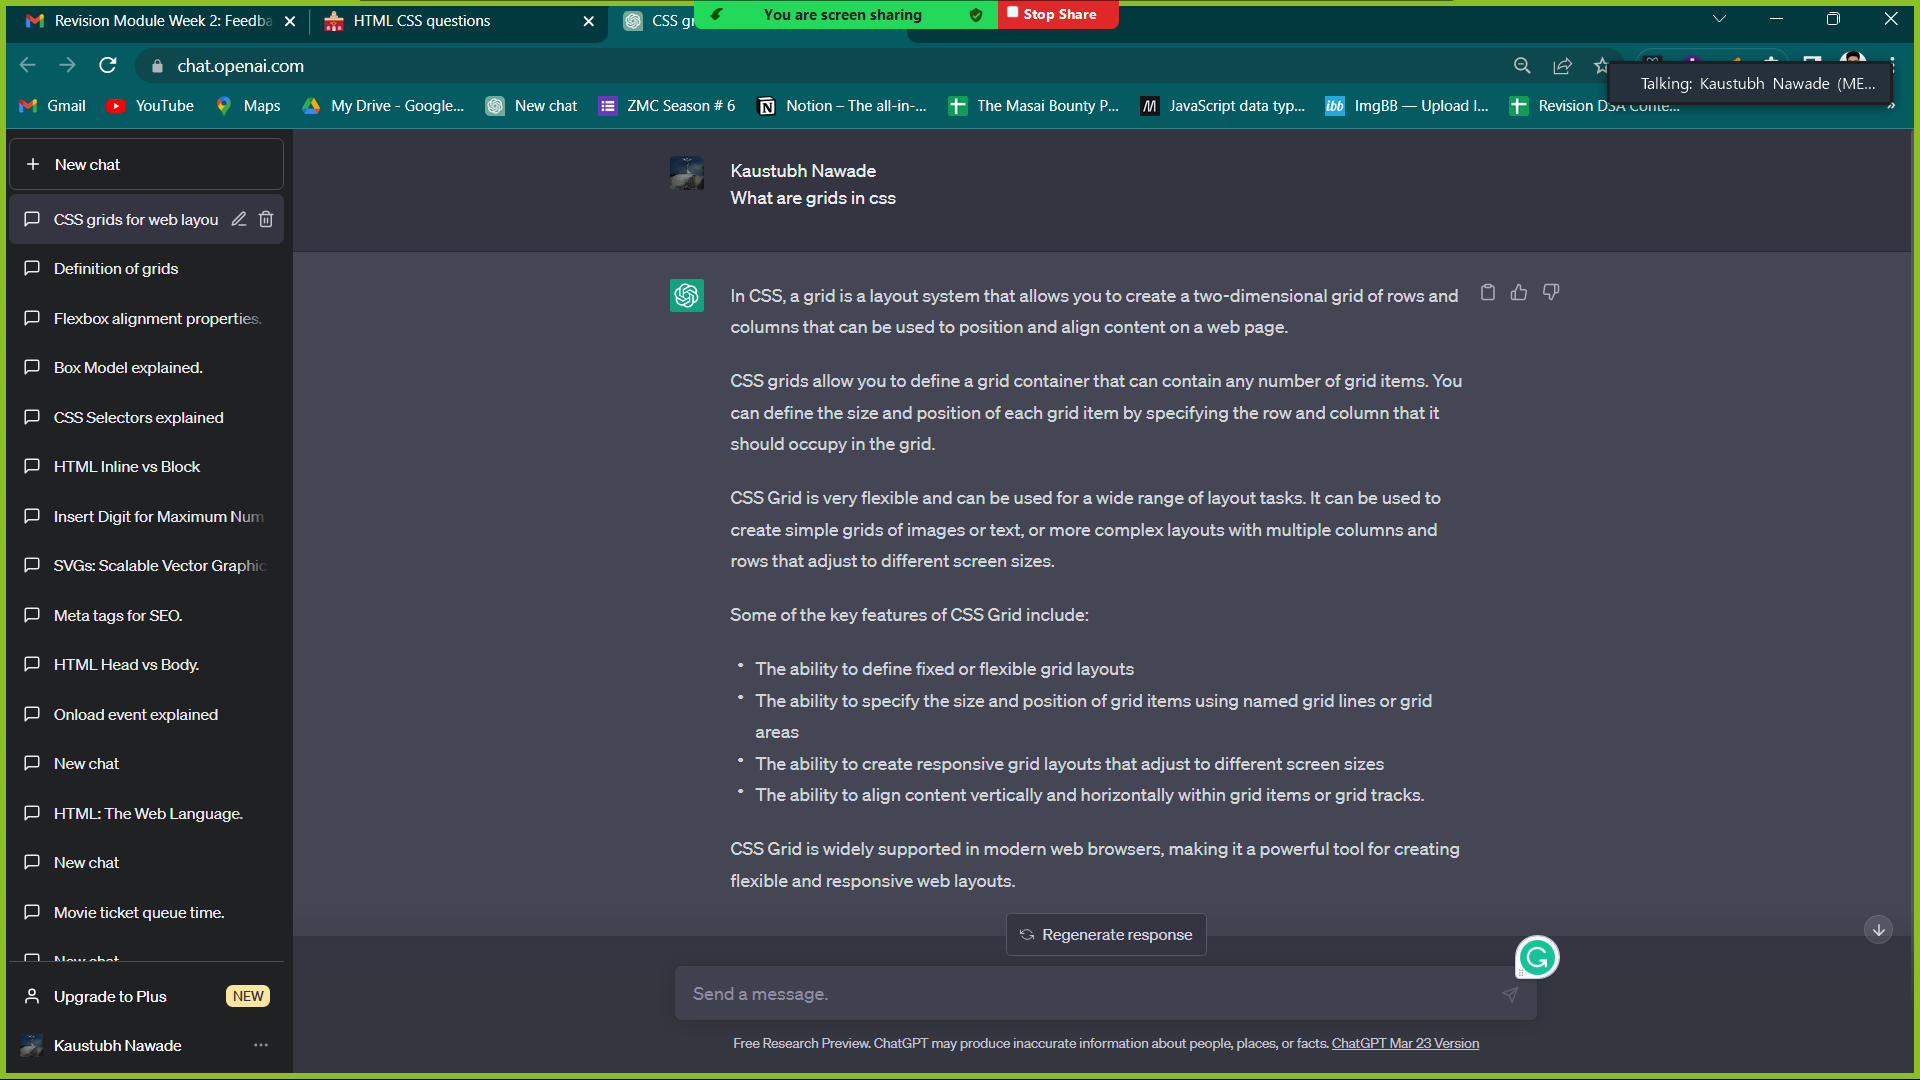 Revision Module Week 2: Feedba
HTML CSS questions
CSS gr
You are screen sharing
Stop Share
chat.openai.com
Talking: Kaustubh Nawade (ME...
Gmail
YouTube
Maps
My Drive - Google...
New chat
ZMC Season # 6
Notion – The all-in-...
The Masai Bounty P...
JavaScript data typ...
ibb
ImgBB — Upload I...
Revision DSA Conte...
New chat
CSS grids for web layou
Definition of grids
Flexbox alignment properties.
Box Model explained.
CSS Selectors explained
HTML Inline vs Block
Insert Digit for Maximum Num
SVGs: Scalable Vector Graphic
Meta tags for SEO.
HTML Head vs Body.
Onload event explained
New chat
HTML: The Web Language.
New chat
Movie ticket queue time.
New chat
Upgrade to Plus
NEW
Kaustubh Nawade
Kaustubh Nawade
What are grids in css
In CSS, a grid is a layout system that allows you to create a two-dimensional grid of rows and
columns that can be used to position and align content on a web page.
CSS grids allow you to define a grid container that can contain any number of grid items. You
can define the size and position of each grid item by specifying the row and column that it
should occupy in the grid.
CSS Grid is very flexible and can be used for a wide range of layout tasks. It can be used to
create simple grids of images or text, or more complex layouts with multiple columns and
rows that adjust to different screen sizes.
Some of the key features of CSS Grid include:
• The ability to define fixed or flexible grid layouts
• The ability to specify the size and position of grid items using named grid lines or grid
areas
• The ability to create responsive grid layouts that adjust to different screen sizes
• The ability to align content vertically and horizontally within grid items or grid tracks.
CSS Grid is widely supported in modern web browsers, making it a powerful tool for creating
flexible and responsive web layouts.
Regenerate response
Send a message.
Free Research Preview. ChatGPT may produce inaccurate information about people, places, or facts. ChatGPT Mar 23 Version